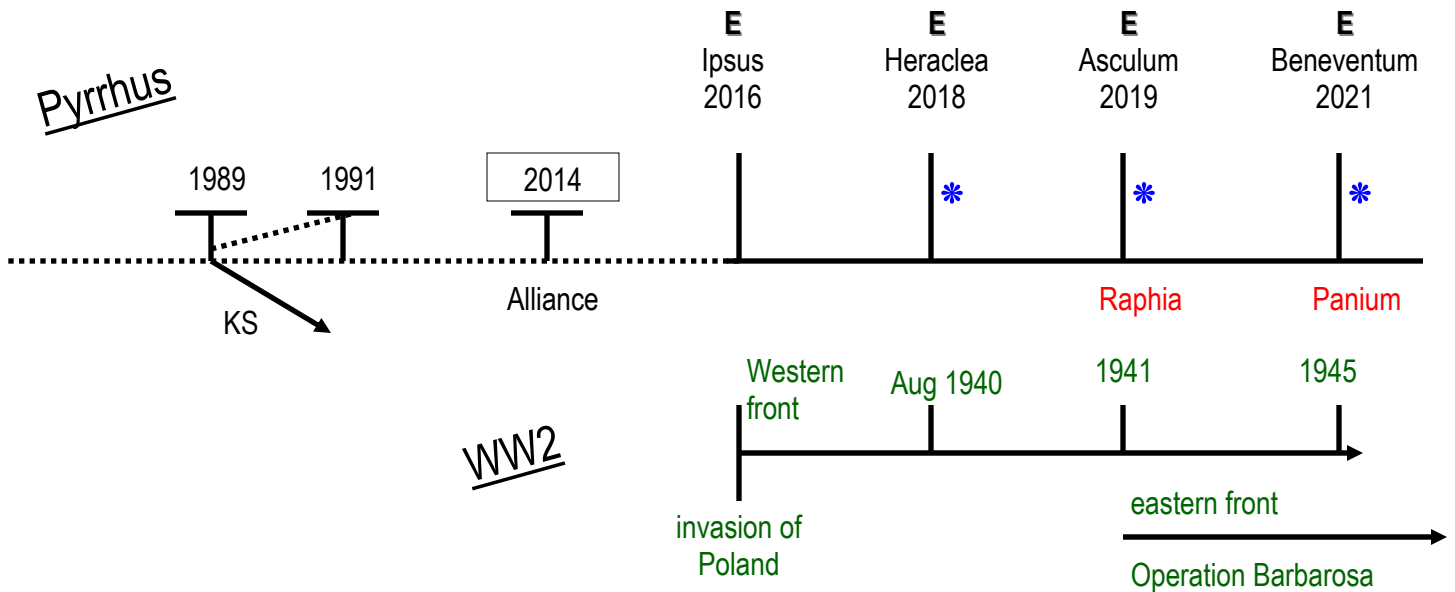 E E E E
Ipsus Heraclea Asculum Beneventum
2016 2018 2019 2021
Pyrrhus
1989 1991 2014
❋ ❋ ❋
Alliance Raphia Panium
KS
Western
front
Aug 1940 1941 1945
WW2
invasion of
Poland
eastern front
Operation Barbarosa